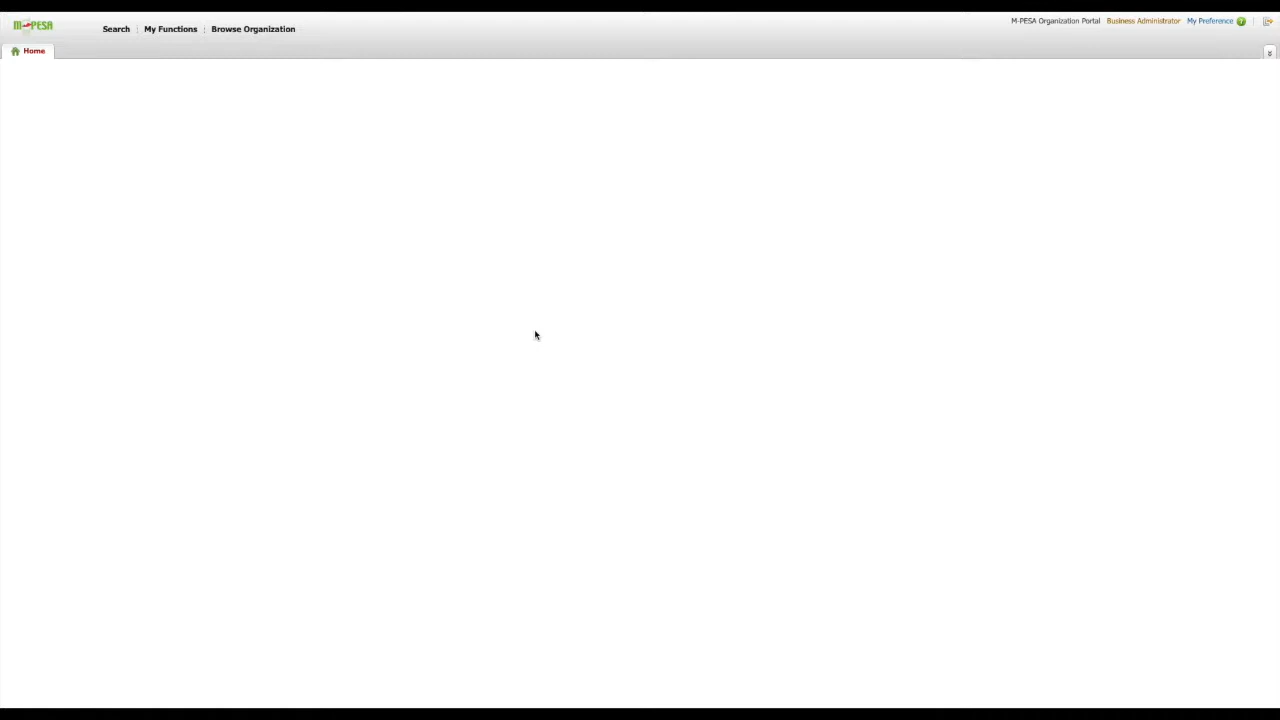 M-PESA
Search My Functions Browse Organization
M-PESA Organization Portal Business Administrator My Preference ?
Home